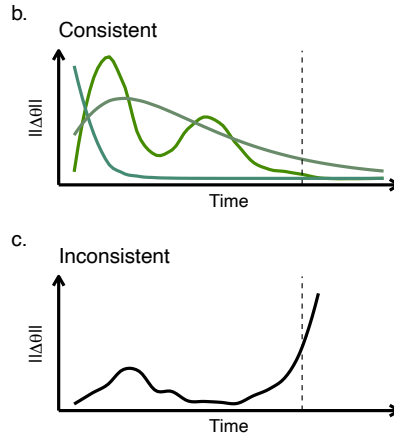 b.
Consistent
||Δθ||
Time
c.
Inconsistent
||Δθ||
Time